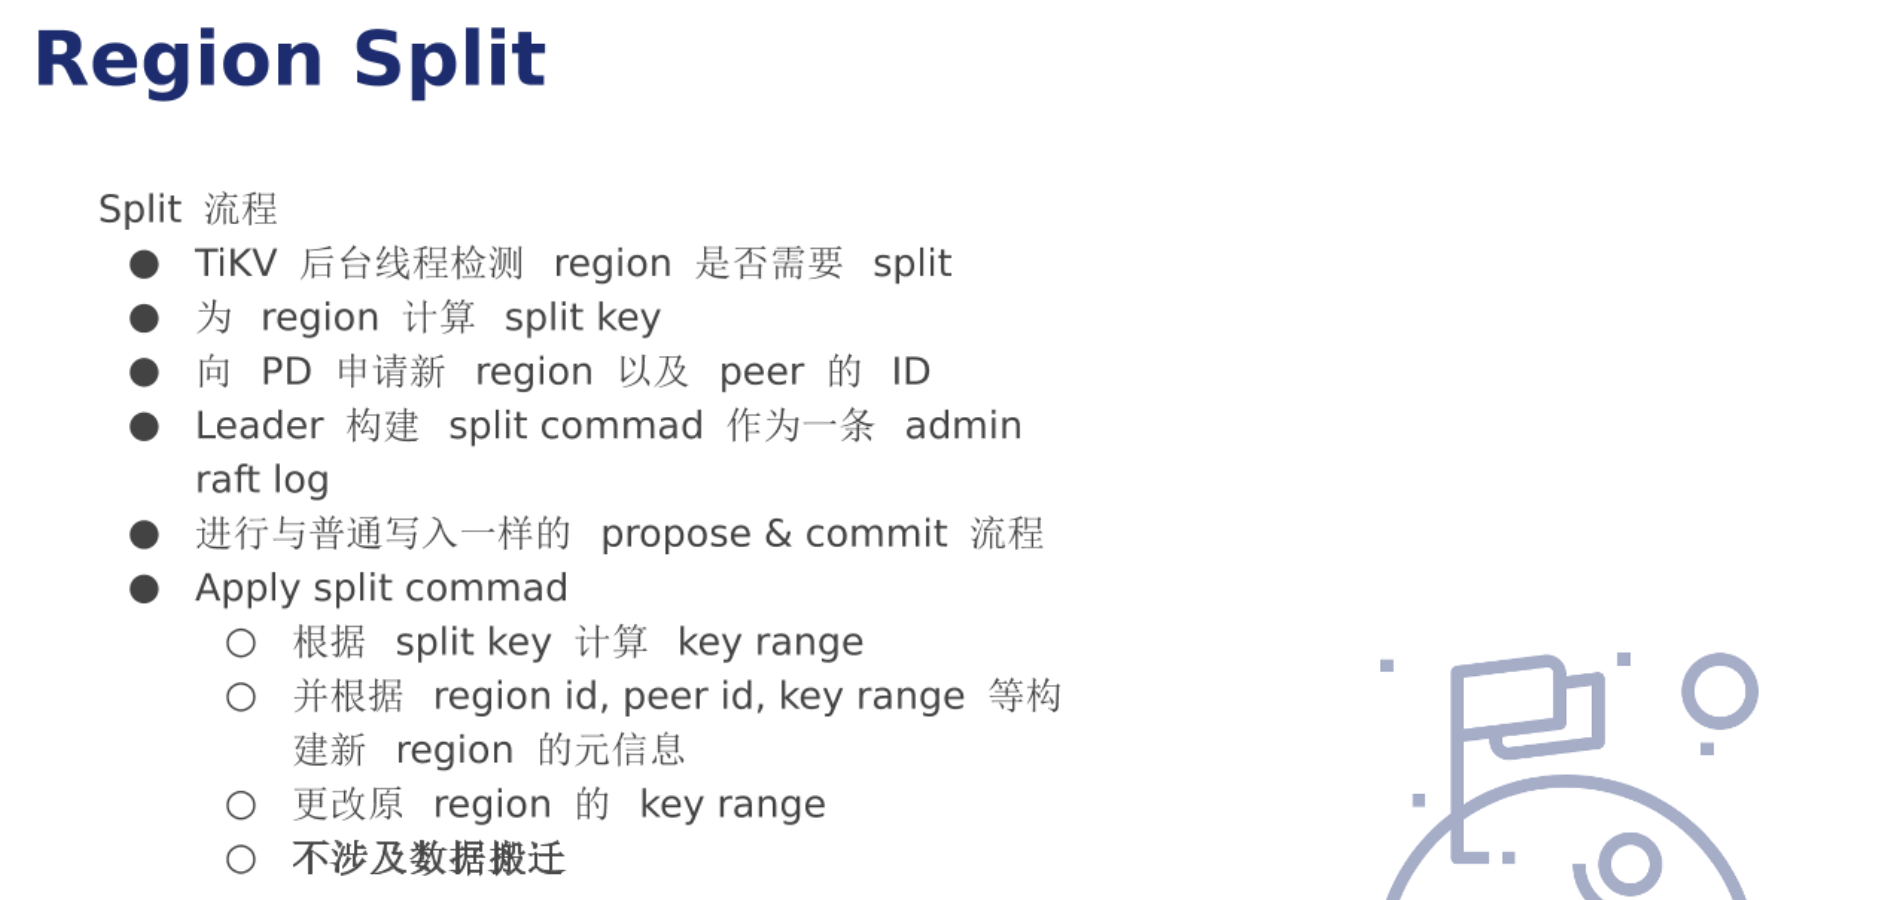 Region Split
Split 流程
● TiKV 后台线程检测 region 是否需要 split
● 为 region 计算 split key
● 向 PD 申请新 region 以及 peer 的 ID
● Leader 构建 split commad 作为一条 admin
raft log
● 进行与普通写入一样的 propose & commit 流程
● Apply split commad
○ 根据 split key 计算 key range
○ 并根据 region id, peer id, key range 等构
建新 region 的元信息
○ 更改原 region 的 key range
○ 不涉及数据搬迁